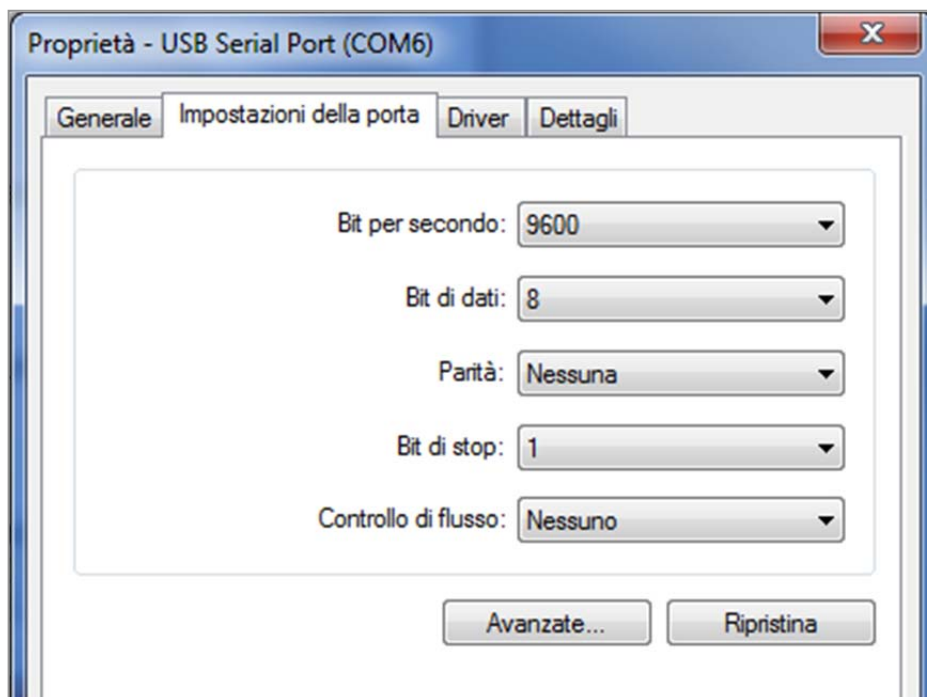 Proprietà - USB Serial Port (COM6)
Generale Impostazioni della porta Driver Dettagli
Bit per secondo: 9600
Bit di dati: 8
Parità: Nessuna
Bit di stop: 1
Controllo di flusso: Nessuno
Avanzate... Ripristina